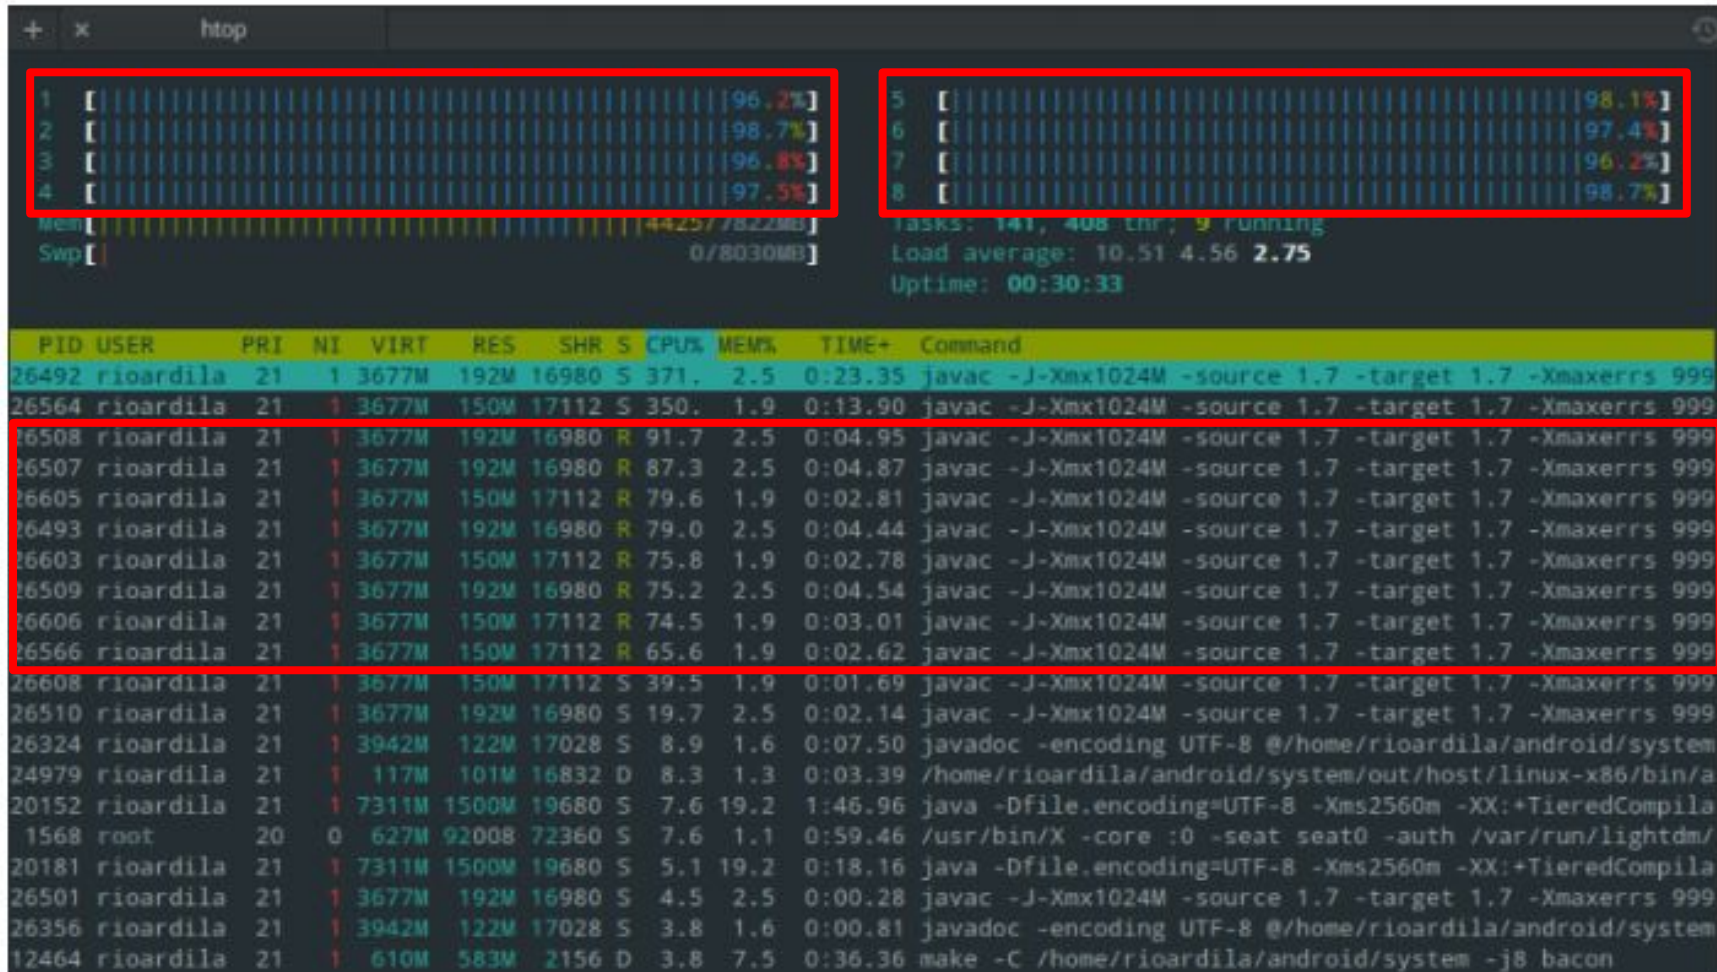 + × htop
1 [96.2%] 5 [98.1%]
2 [98.7%] 6 [97.4%]
3 [96.8%] 7 [96.2%]
4 [97.5%] 8 [98.7%]
Mem[4425/7822MB] Tasks: 141, 408 thr; 9 running
Swp[0/8030MB] Load average: 10.51 4.56 2.75
Uptime: 00:30:33
PID USER PRI NI VIRT RES SHR S CPU% MEM% TIME+ Command
26492 rioardila 21 1 3677M 192M 16980 S 371. 2.5 0:23.35 javac -J-Xmx1024M -source 1.7 -target 1.7 -Xmaxerrs 999
26564 rioardila 21 1 3677M 150M 17112 S 350. 1.9 0:13.90 javac -J-Xmx1024M -source 1.7 -target 1.7 -Xmaxerrs 999
26508 rioardila 21 1 3677M 192M 16980 R 91.7 2.5 0:04.95 javac -J-Xmx1024M -source 1.7 -target 1.7 -Xmaxerrs 999
26507 rioardila 21 1 3677M 192M 16980 R 87.3 2.5 0:04.87 javac -J-Xmx1024M -source 1.7 -target 1.7 -Xmaxerrs 999
26605 rioardila 21 1 3677M 150M 17112 R 79.6 1.9 0:02.81 javac -J-Xmx1024M -source 1.7 -target 1.7 -Xmaxerrs 999
26493 rioardila 21 1 3677M 192M 16980 R 79.0 2.5 0:04.44 javac -J-Xmx1024M -source 1.7 -target 1.7 -Xmaxerrs 999
26603 rioardila 21 1 3677M 150M 17112 R 75.8 1.9 0:02.78 javac -J-Xmx1024M -source 1.7 -target 1.7 -Xmaxerrs 999
26509 rioardila 21 1 3677M 192M 16980 R 75.2 2.5 0:04.54 javac -J-Xmx1024M -source 1.7 -target 1.7 -Xmaxerrs 999
26606 rioardila 21 1 3677M 150M 17112 R 74.5 1.9 0:03.01 javac -J-Xmx1024M -source 1.7 -target 1.7 -Xmaxerrs 999
26566 rioardila 21 1 3677M 150M 17112 R 65.6 1.9 0:02.62 javac -J-Xmx1024M -source 1.7 -target 1.7 -Xmaxerrs 999
26608 rioardila 21 1 3677M 150M 17112 S 39.5 1.9 0:01.69 javac -J-Xmx1024M -source 1.7 -target 1.7 -Xmaxerrs 999
26510 rioardila 21 1 3677M 192M 16980 S 19.7 2.5 0:02.14 javac -J-Xmx1024M -source 1.7 -target 1.7 -Xmaxerrs 999
26324 rioardila 21 1 3942M 122M 17028 S 8.9 1.6 0:07.50 javadoc -encoding UTF-8 @/home/rioardila/android/system
24979 rioardila 21 1 117M 101M 16832 D 8.3 1.3 0:03.39 /home/rioardila/android/system/out/host/linux-x86/bin/a
20152 rioardila 21 1 7311M 1500M 19680 S 7.6 19.2 1:46.96 java -Dfile.encoding=UTF-8 -Xms2560m -XX:+TieredCompila
1568 root 20 0 627M 92008 72360 S 7.6 1.1 0:59.46 /usr/bin/X -core :0 -seat seat0 -auth /var/run/lightdm/
20181 rioardila 21 1 7311M 1500M 19680 S 5.1 19.2 0:18.16 java -Dfile.encoding=UTF-8 -Xms2560m -XX:+TieredCompila
26501 rioardila 21 1 3677M 192M 16980 S 4.5 2.5 0:00.28 javac -J-Xmx1024M -source 1.7 -target 1.7 -Xmaxerrs 999
26356 rioardila 21 1 3942M 122M 17028 S 3.8 1.6 0:00.81 javadoc -encoding UTF-8 @/home/rioardila/android/system
12464 rioardila 21 1 610M 583M 2156 D 3.8 7.5 0:36.36 make -C /home/rioardila/android/system -j8 bacon